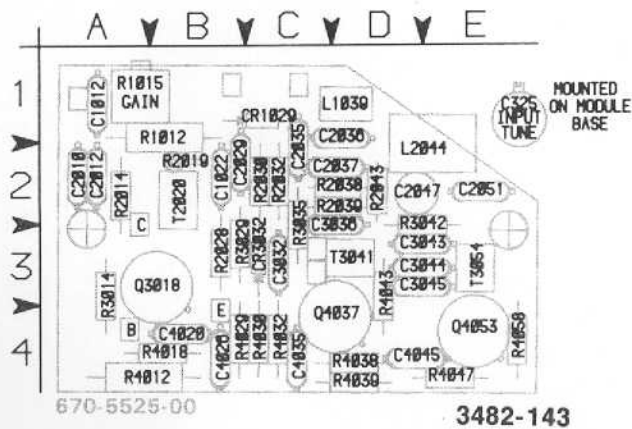 A B C D E
1
2
3
4
R1015
GAIN
C1012
R1012
CR1029
C2035
L1039
C2036
L2044
C325
INPUT
TUNE
MOUNTED
ON MODULE
BASE
C2010
C2012
R2014
R2019
T2020
C1022
C2029
R2030
R2032
C2037
R2038
R2039
R2043
C2047
C2051
C
R2028
R3029
CR3032
C3032
R3035
C3036
T3041
R3042
C3043
C3044
C3045
T3054
R3014
Q3018
R4043
B
E
C4020
R4018
R4012
C4026
R4029
R4030
R4032
C4035
Q4037
R4038
R4039
C4045
R4047
Q4053
R4058
670-5525-00
3482-143